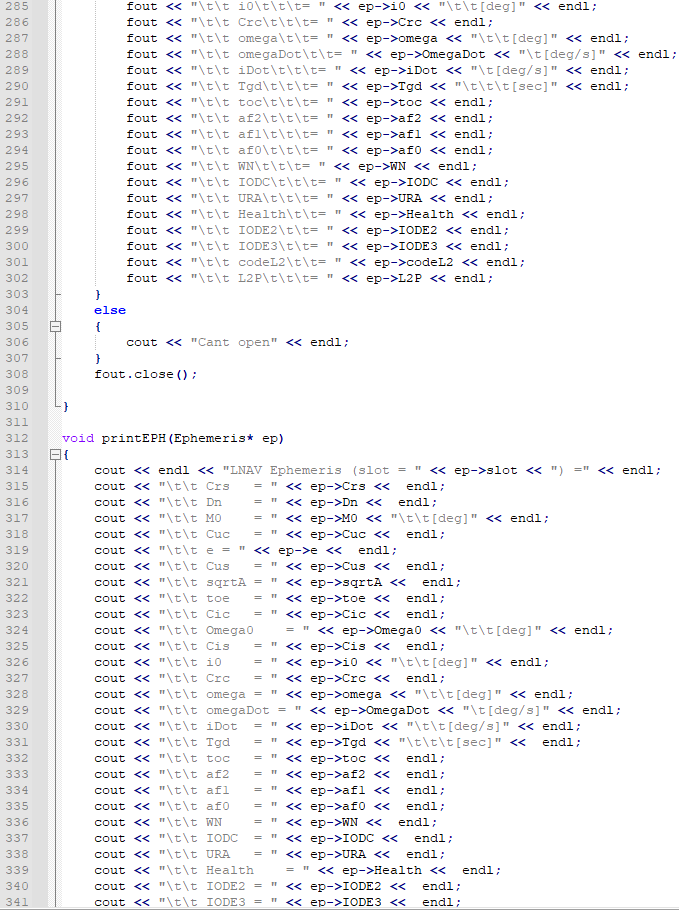 285 fout << "\t\t i0\t\t\t= " << ep->i0 << "\t\t[deg]" << endl;
286 fout << "\t\t Crc\t\t= " << ep->Crc << endl;
287 fout << "\t\t omega\t\t= " << ep->omega << "\t\t[deg]" << endl;
288 fout << "\t\t omegaDot\t\t= " << ep->OmegaDot << "\t[deg/s]" << endl;
289 fout << "\t\t iDot\t\t\t= " << ep->iDot << "\t[deg/s]" << endl;
290 fout << "\t\t Tgd\t\t\t= " << ep->Tgd << "\t\t\t[sec]" << endl;
291 fout << "\t\t toc\t\t\t= " << ep->toc << endl;
292 fout << "\t\t af2\t\t\t= " << ep->af2 << endl;
293 fout << "\t\t af1\t\t\t= " << ep->af1 << endl;
294 fout << "\t\t af0\t\t\t= " << ep->af0 << endl;
295 fout << "\t\t WN\t\t\t= " << ep->WN << endl;
296 fout << "\t\t IODC\t\t\t= " << ep->IODC << endl;
297 fout << "\t\t URA\t\t\t= " << ep->URA << endl;
298 fout << "\t\t Health\t\t= " << ep->Health << endl;
299 fout << "\t\t IODE2\t\t= " << ep->IODE2 << endl;
300 fout << "\t\t IODE3\t\t= " << ep->IODE3 << endl;
301 fout << "\t\t codeL2\t\t= " << ep->codeL2 << endl;
302 fout << "\t\t L2P\t\t\t= " << ep->L2P << endl;
303 }
304 else
305 {
306 cout << "Cant open" << endl;
307 }
308 fout.close();
309
310 }
311
312 void printEPH(Ephemeris* ep)
313 {
314 cout << endl << "LNAV Ephemeris (slot = " << ep->slot << ") =" << endl;
315 cout << "\t\t Crs   = " << ep->Crs <<  endl;
316 cout << "\t\t Dn    = " << ep->Dn <<  endl;
317 cout << "\t\t M0    = " << ep->M0 << "\t\t[deg]" << endl;
318 cout << "\t\t Cuc   = " << ep->Cuc <<  endl;
319 cout << "\t\t e = " << ep->e <<  endl;
320 cout << "\t\t Cus   = " << ep->Cus <<  endl;
321 cout << "\t\t sqrtA = " << ep->sqrtA <<  endl;
322 cout << "\t\t toe   = " << ep->toe <<  endl;
323 cout << "\t\t Cic   = " << ep->Cic <<  endl;
324 cout << "\t\t Omega0    = " << ep->Omega0 << "\t\t[deg]" << endl;
325 cout << "\t\t Cis   = " << ep->Cis <<  endl;
326 cout << "\t\t i0    = " << ep->i0 << "\t\t[deg]" << endl;
327 cout << "\t\t Crc   = " << ep->Crc <<  endl;
328 cout << "\t\t omega = " << ep->omega << "\t\t[deg]" << endl;
329 cout << "\t\t omegaDot = " << ep->OmegaDot << "\t[deg/s]" << endl;
330 cout << "\t\t iDot  = " << ep->iDot << "\t\t[deg/s]" << endl;
331 cout << "\t\t Tgd   = " << ep->Tgd << "\t\t\t[sec]" <<  endl;
332 cout << "\t\t toc   = " << ep->toc <<  endl;
333 cout << "\t\t af2   = " << ep->af2 <<  endl;
334 cout << "\t\t af1   = " << ep->af1 <<  endl;
335 cout << "\t\t af0   = " << ep->af0 <<  endl;
336 cout << "\t\t WN    = " << ep->WN <<  endl;
337 cout << "\t\t IODC  = " << ep->IODC <<  endl;
338 cout << "\t\t URA   = " << ep->URA <<  endl;
339 cout << "\t\t Health    = " << ep->Health <<  endl;
340 cout << "\t\t IODE2 = " << ep->IODE2 <<  endl;
341 cout << "\t\t IODE3 = " << ep->IODE3 <<  endl;